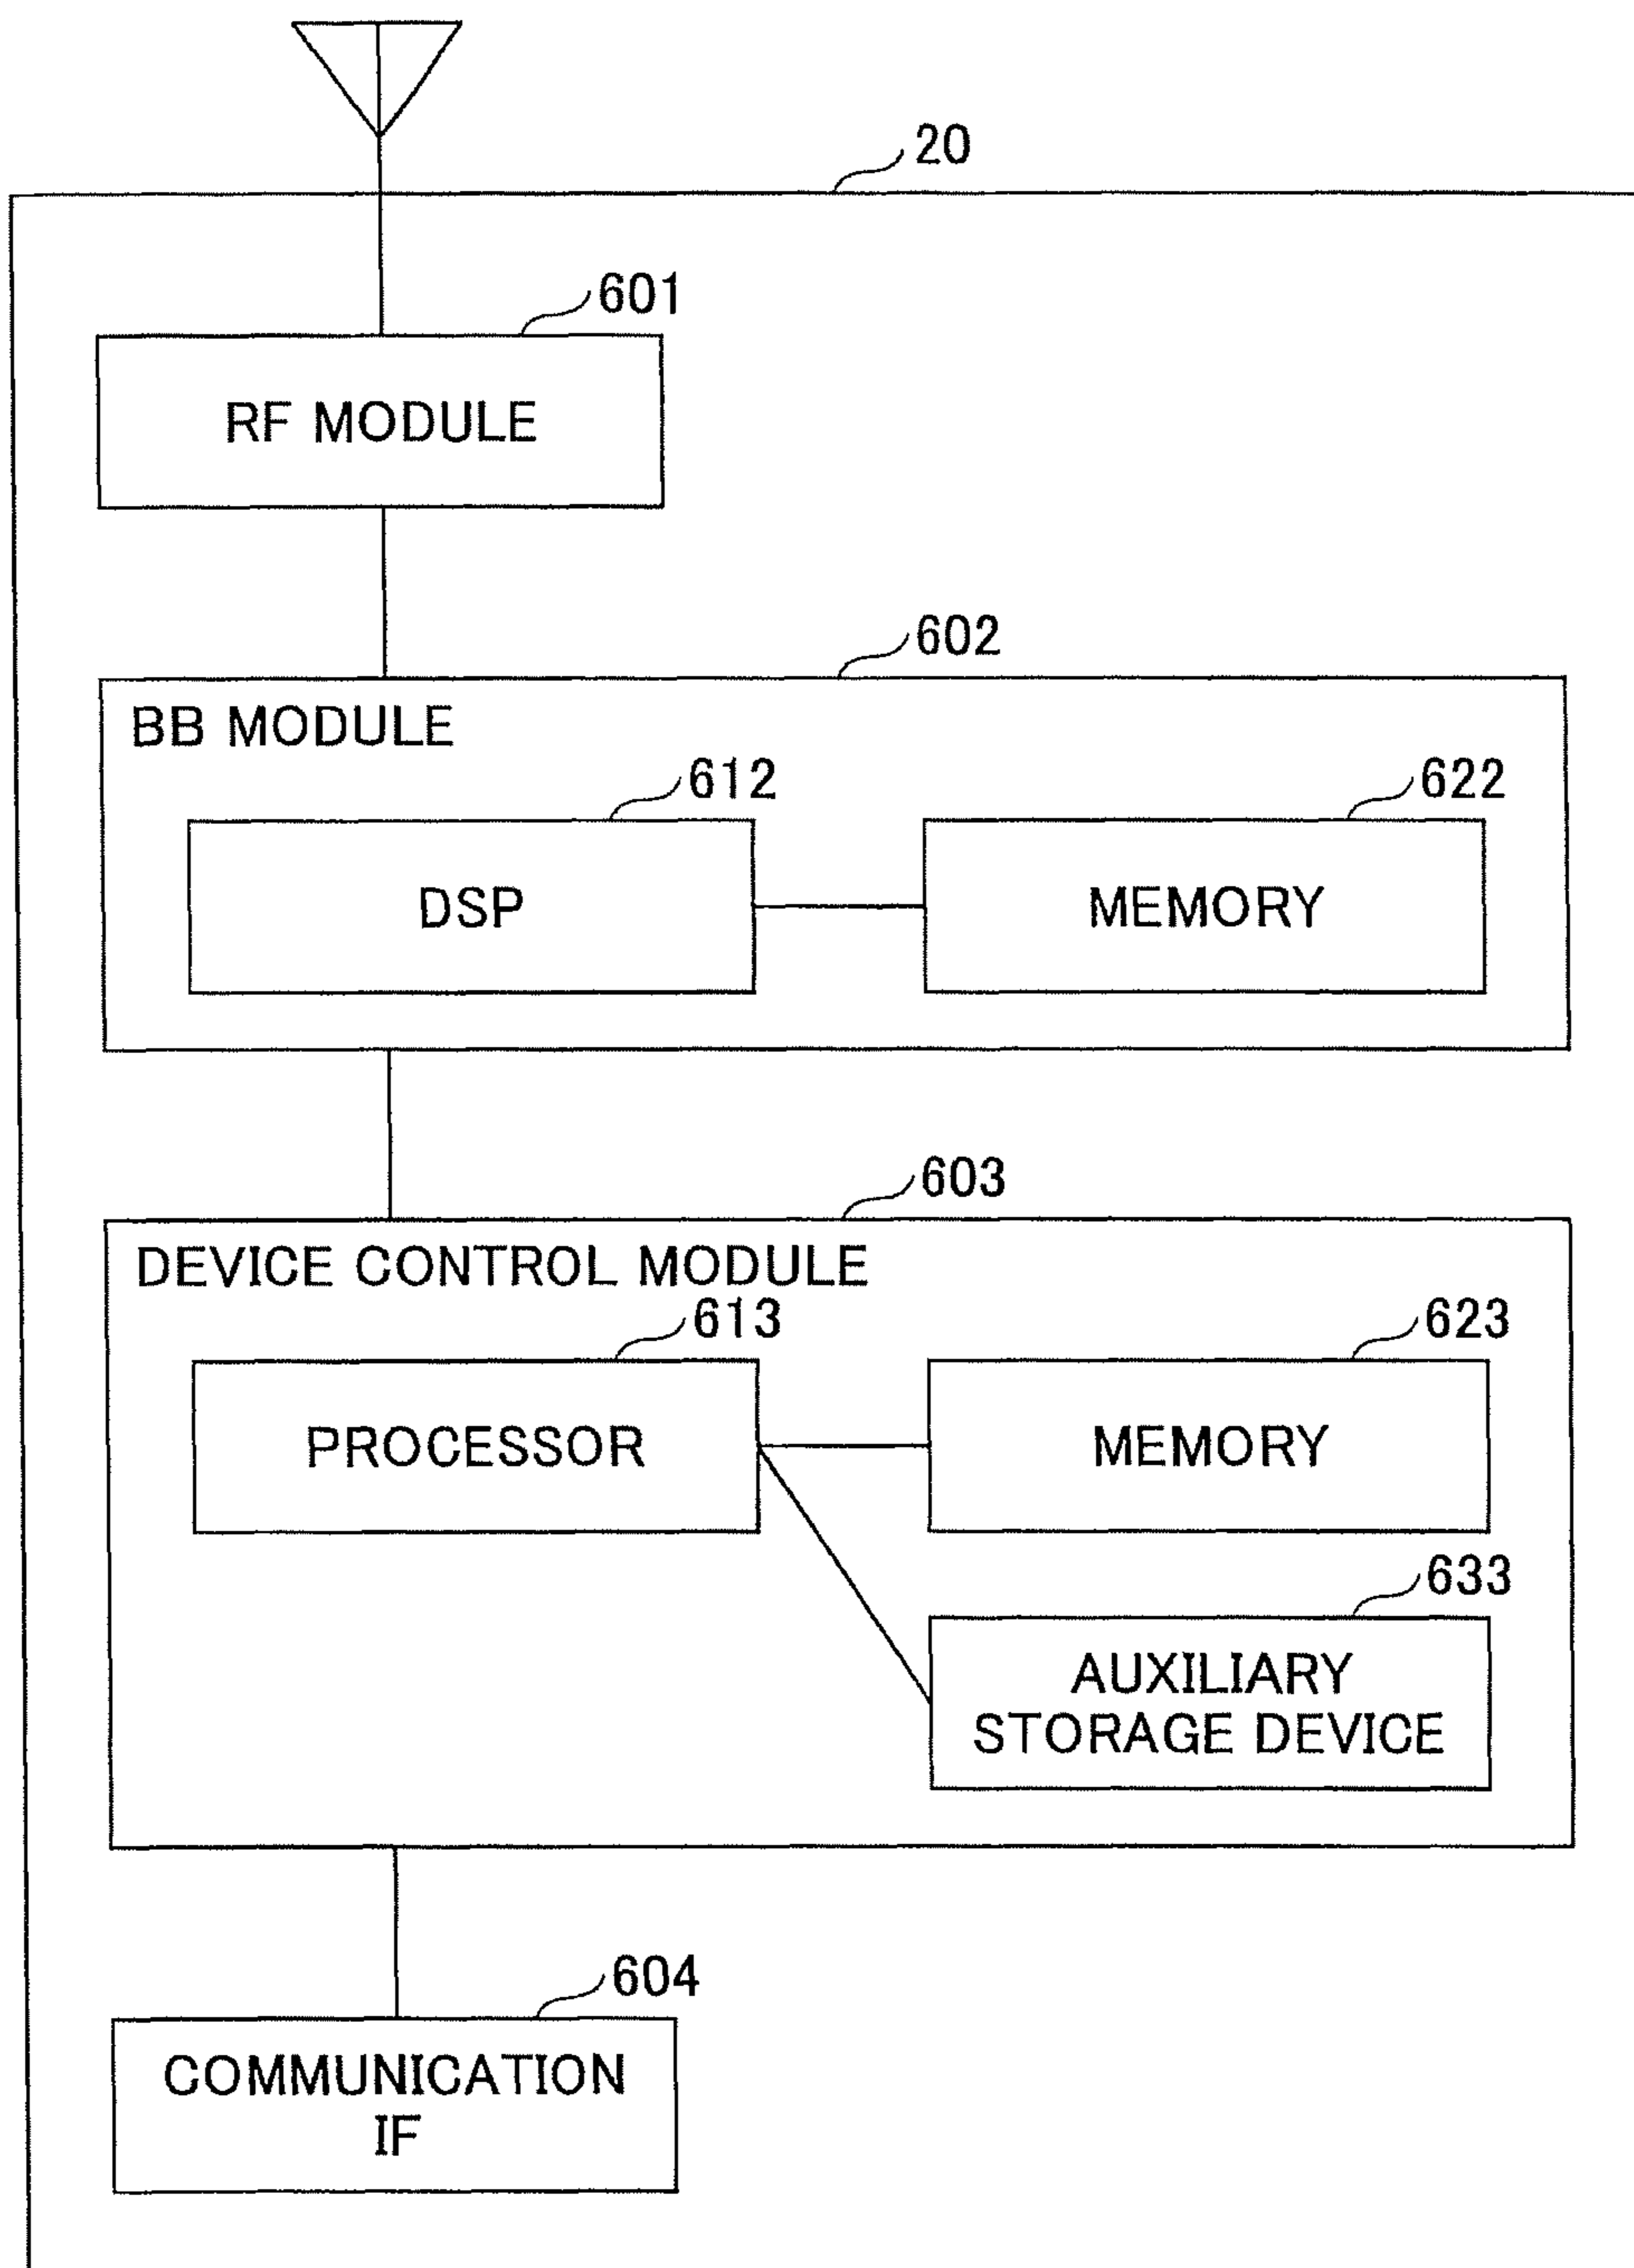 20
601
RF MODULE
602
BB MODULE
612
622
DSP
MEMORY
603
DEVICE CONTROL MODULE
613
623
PROCESSOR
MEMORY
633
AUXILIARY
STORAGE DEVICE
604
COMMUNICATION
IF